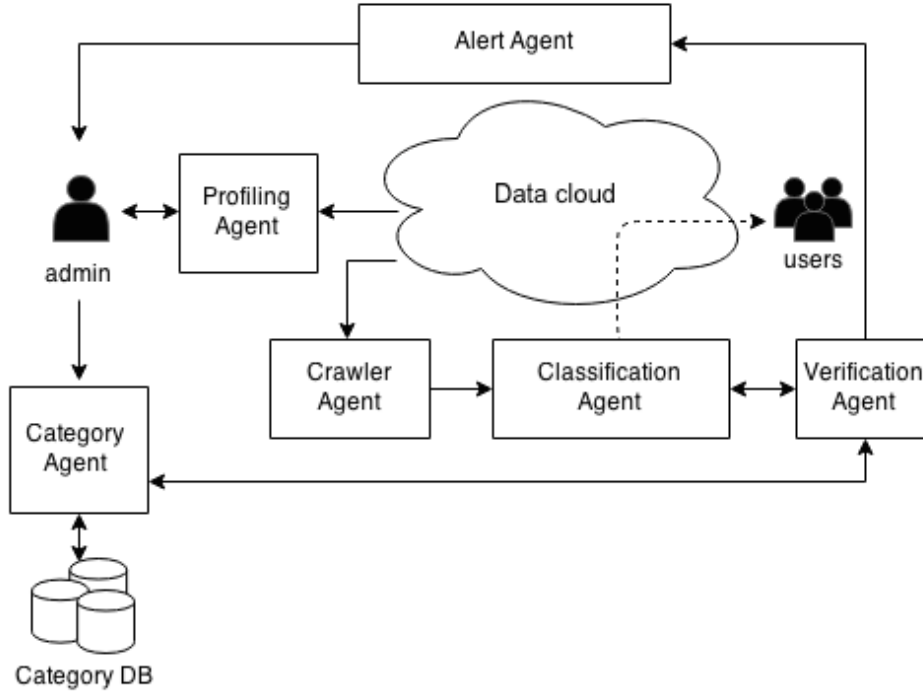 Alert Agent
Data cloud
Profiling
Agent
admin
users
Crawler
Agent
Classification
Agent
Verification
Agent
Category
Agent
Category DB